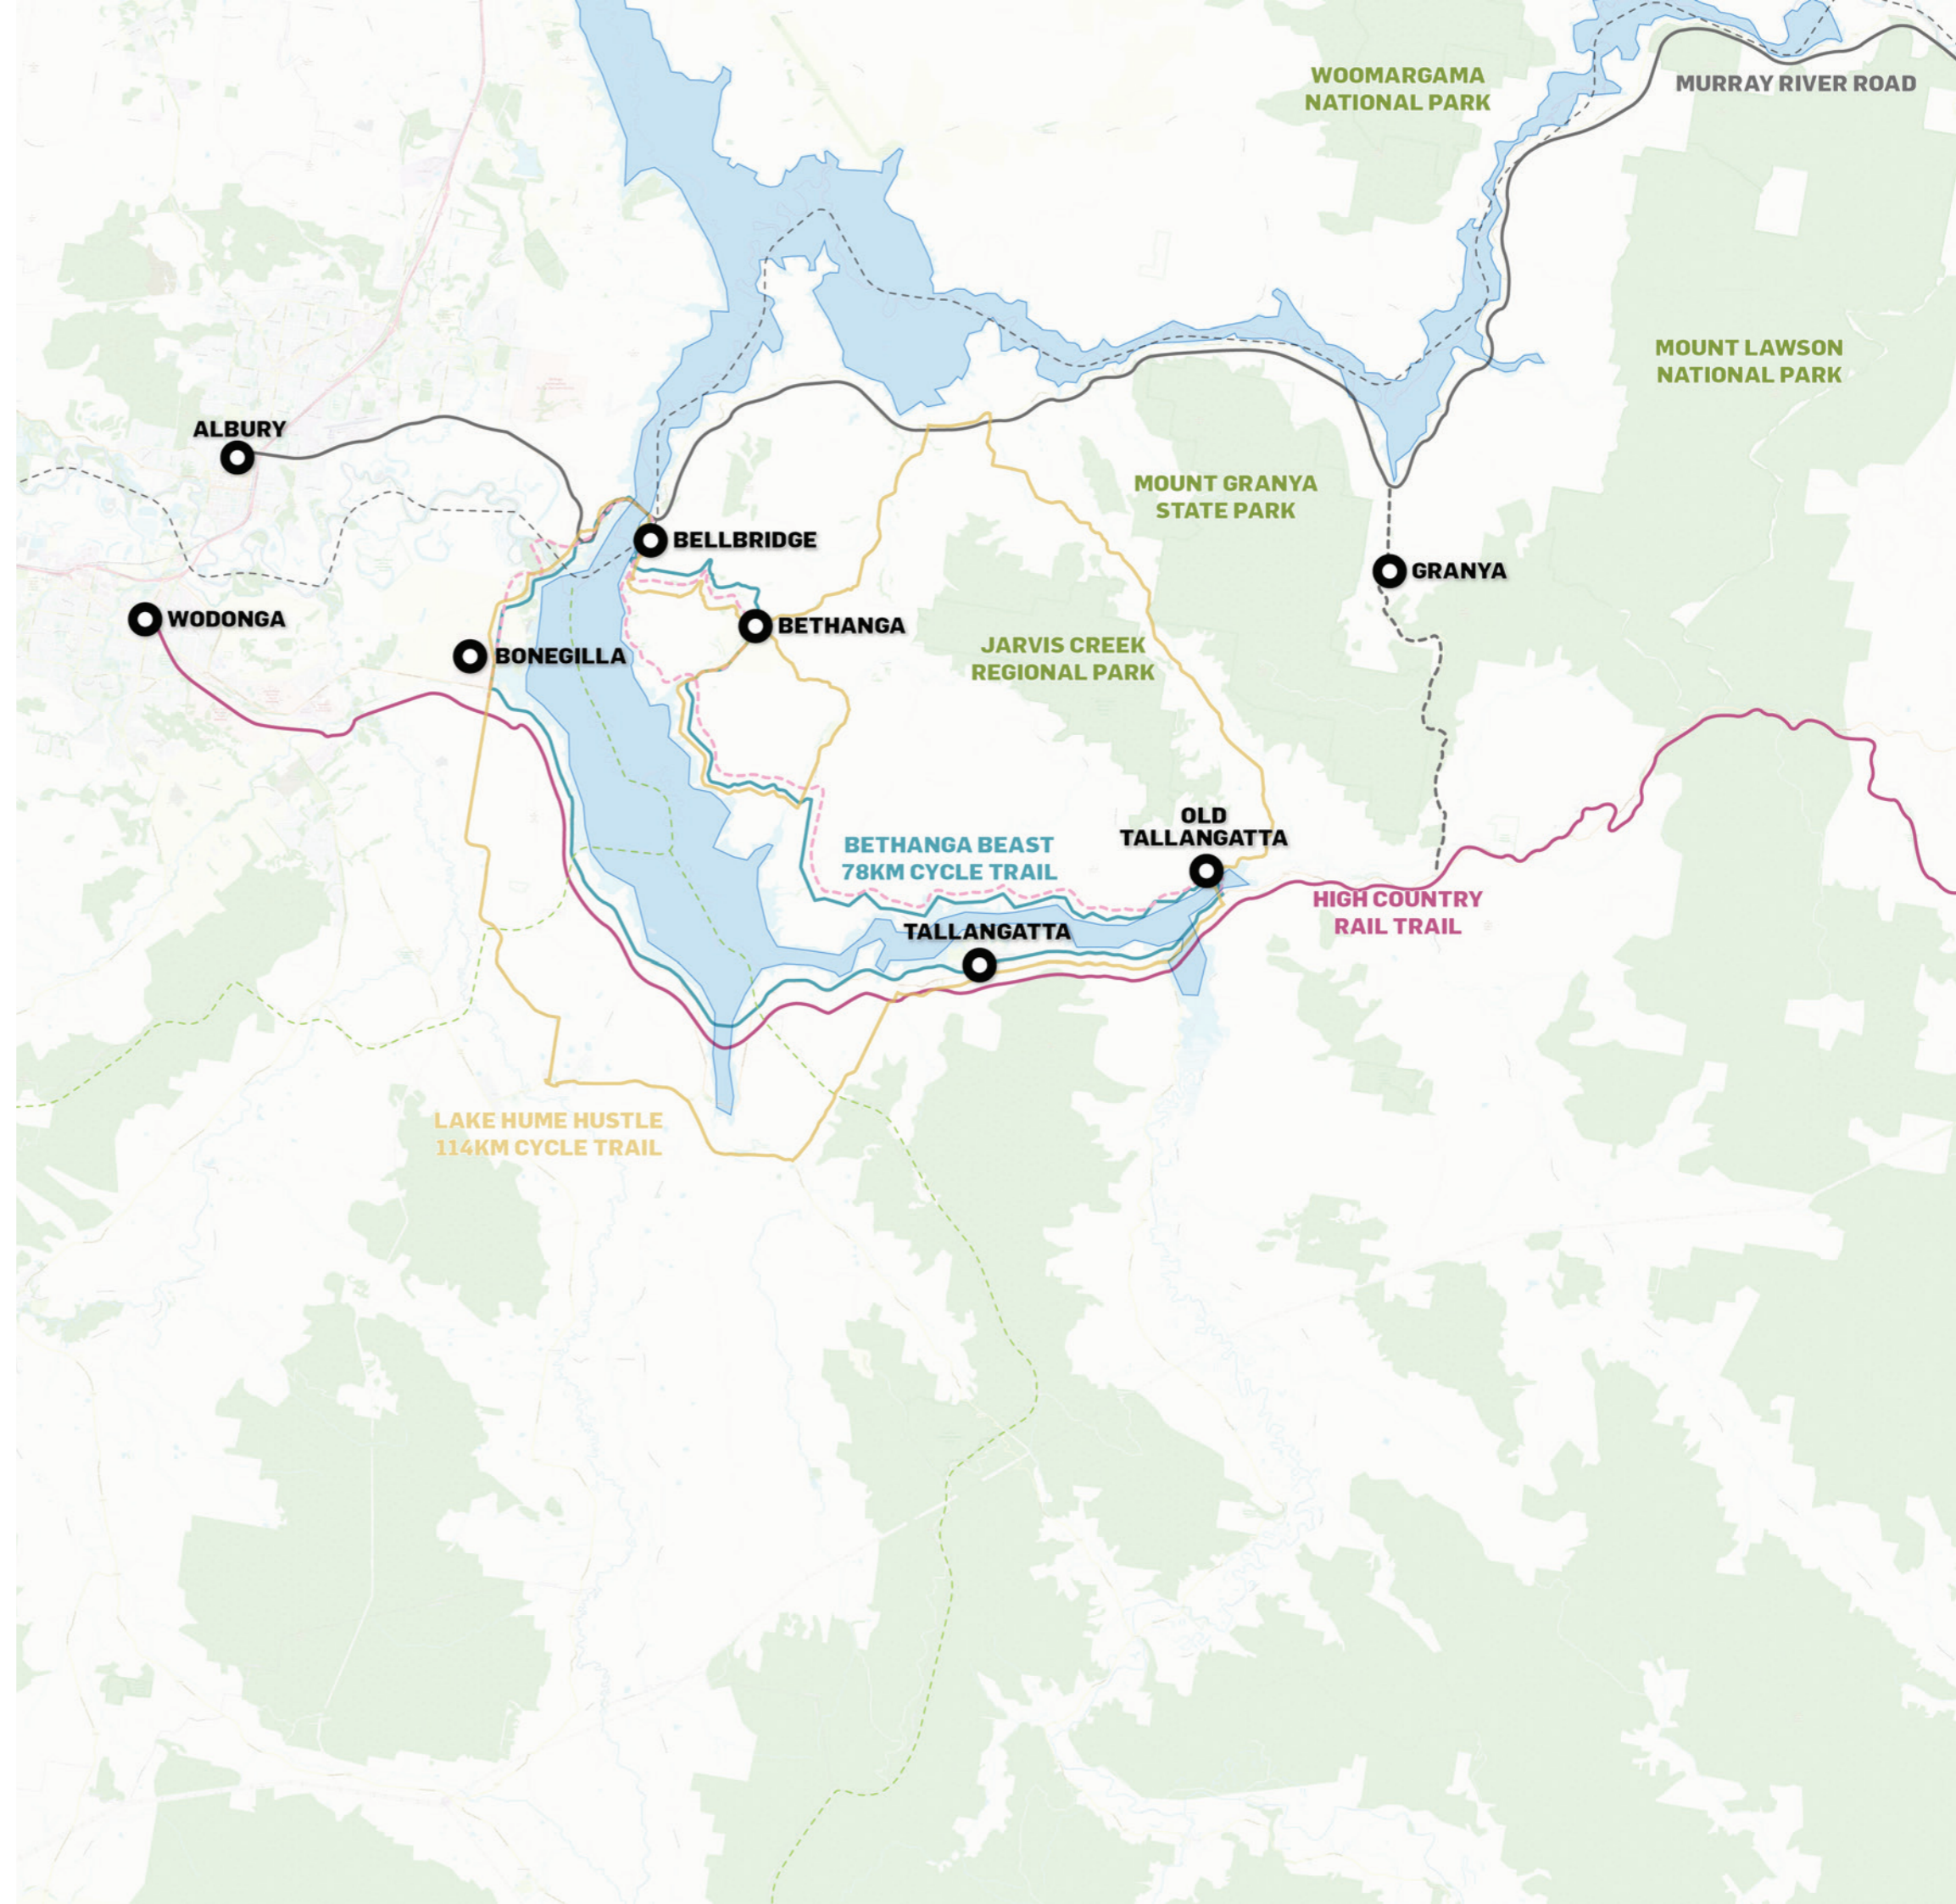 WOOMARGAMA
NATIONAL PARK
MURRAY RIVER ROAD
MOUNT LAWSON
NATIONAL PARK
ALBURY
MOUNT GRANYA
STATE PARK
BELLBRIDGE
GRANYA
WODONGA
BETHANGA
JARVIS CREEK
REGIONAL PARK
BONEGILLA
OLD
TALLANGATTA
BETHANGA BEAST
78KM CYCLE TRAIL
HIGH COUNTRY
RAIL TRAIL
TALLANGATTA
LAKE HUME HUSTLE
114KM CYCLE TRAIL